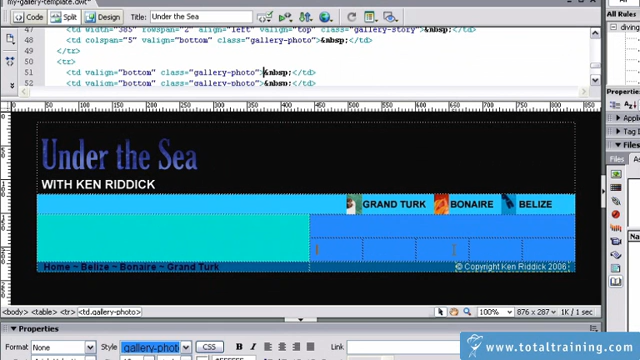 my-gallery-template.dwt*
Code Split Design Title: Under the Sea
47 <td width="385" rowspan="2" align="left" valign="top" class="gallery-story">&nbsp;
48 <td colspan="5" valign="bottom" class="gallery-photo">&nbsp;</td>
49 </tr>
50 <tr>
51 <td valign="bottom" class="gallery-photo">&nbsp;</td>
52 <td valign="bottom" class="gallery-photo">&nbsp;</td>
All Rules
diving
Properties
Applic
Files
Files As
Under the Sea
WITH KEN RIDDICK
GRAND TURK BONAIRE BELIZE
Home ~ Belize ~ Bonaire ~ Grand Turk
© Copyright Ken Riddick 2006
<body> <table> <tr> <td.gallery-photo>
100% 876 x 287 1K / 1 sec
Properties
Format None Style gallery-phot CSS B I Link
www.totaltraining.com